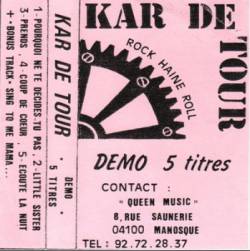 1-POURQUOI NE TE DECIDES-TU PAS. 2-LITTLE SISTER
3-PRENDS. 4-COUP DE CŒUR. 5-ECOUTE LA NUIT
+ BONUS TRACK - SING TO ME MAMA...
KAR DE TOUR • DEMO •
5 TITRES
KAR DE TOUR
ROCK HAINE ROLL
DEMO 5 titres
CONTACT :
"QUEEN MUSIC"
8, RUE SAUNERIE
04100 MANOSQUE
Tél : 92.72.28.37